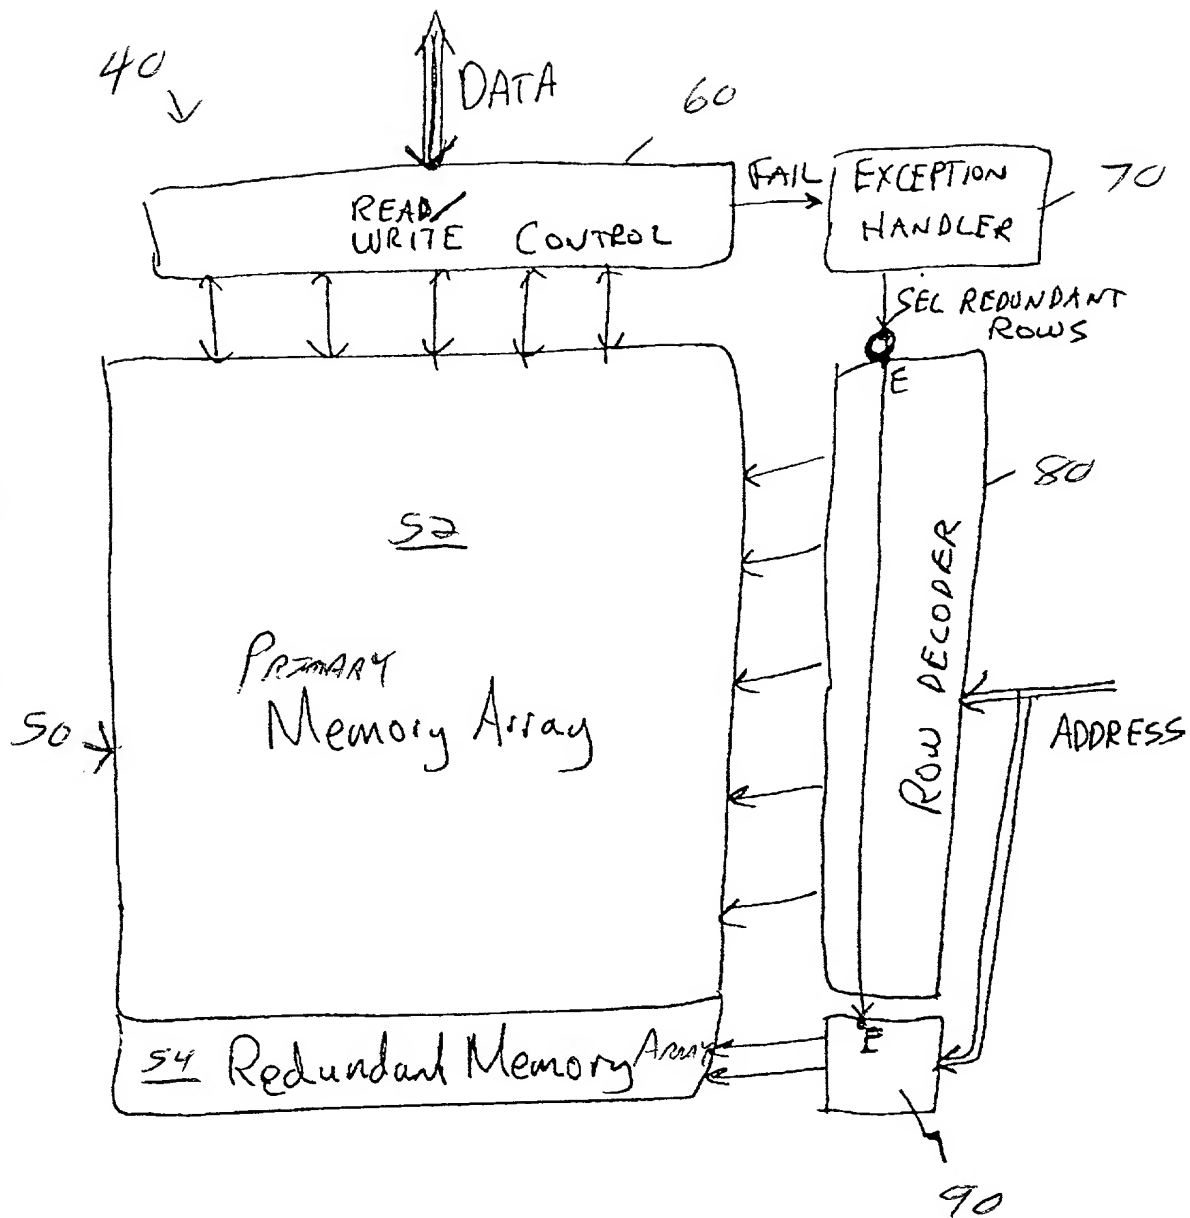 40
DATA
60
FAIL
EXCEPTION
HANDLER
70
READ/
WRITE CONTROL
SEL REDUNDANT
ROWS
E
80
52
PRIMARY
Memory Array
50
ROW DECODER
ADDRESS
54 Redundant Memory Array
E
90